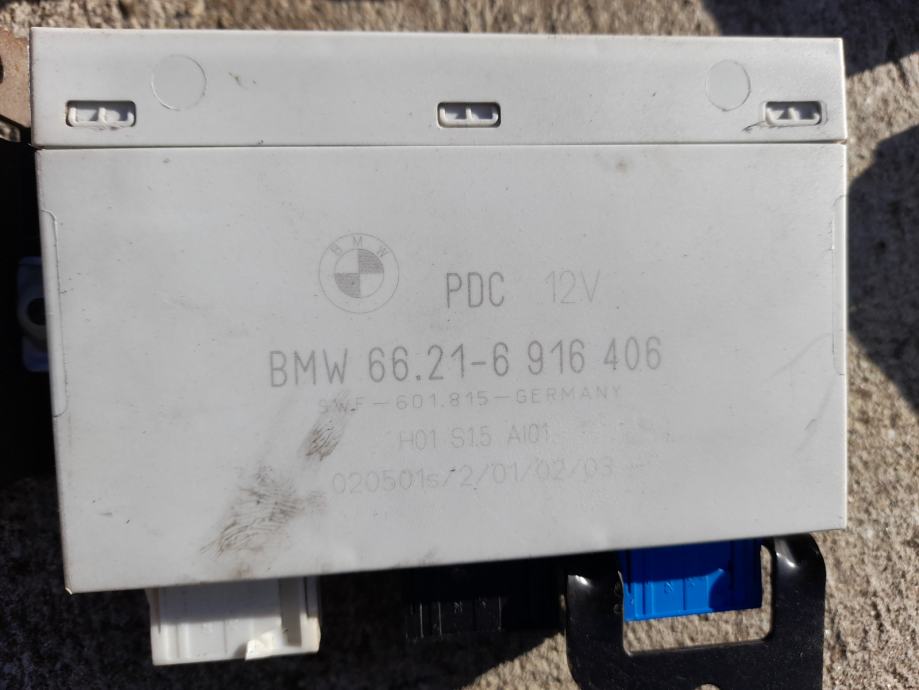 BMW
PDC 12V
BMW 66.21-6 916 406
SWF-601.815-GERMANY
H01 S1.5 AI01
020501s/2/01/02/03